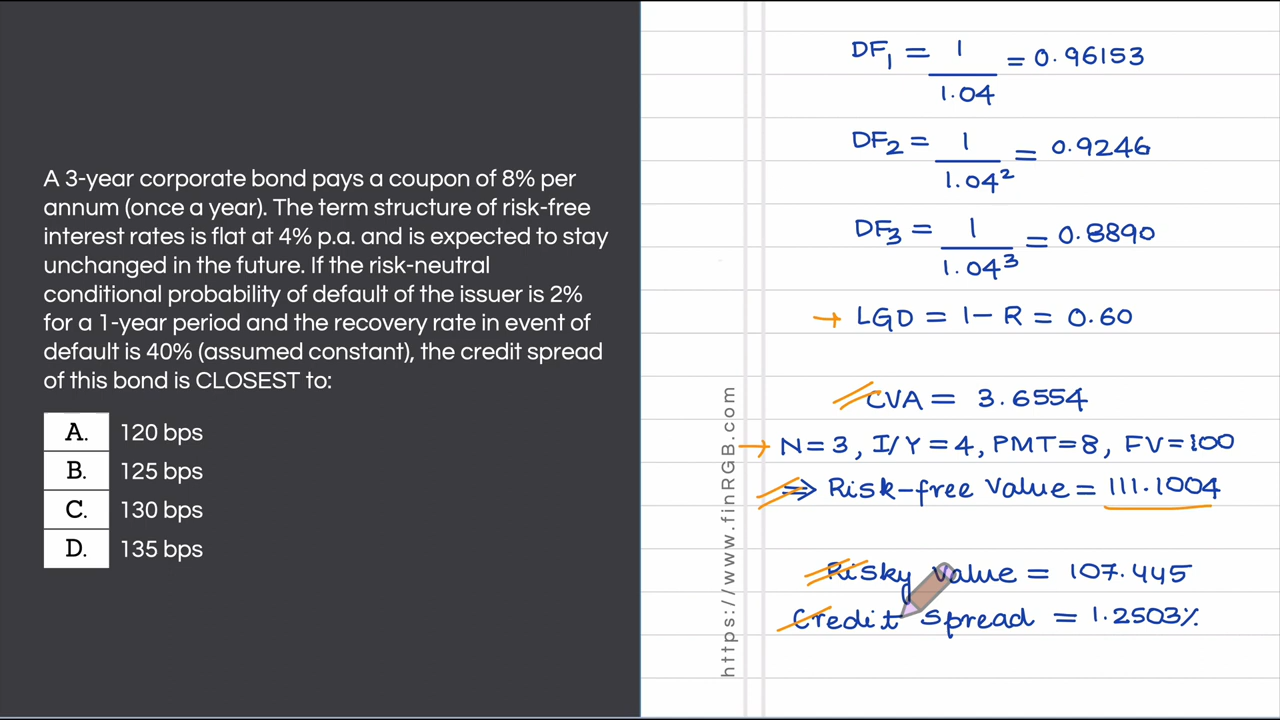 A 3-year corporate bond pays a coupon of 8% per
annum (once a year). The term structure of risk-free
interest rates is flat at 4% p.a. and is expected to stay
unchanged in the future. If the risk-neutral
conditional probability of default of the issuer is 2%
for a 1-year period and the recovery rate in event of
default is 40% (assumed constant), the credit spread
of this bond is CLOSEST to:
A. 120 bps
B. 125 bps
C. 130 bps
D. 135 bps
https://www.finRGB.com
DF₁ = 1/1.04 = 0.96153
DF₂ = 1/1.04² = 0.9246
DF₃ = 1/1.04³ = 0.8890
→ LGD = 1 - R = 0.60
CVA = 3.6554
→ N=3, I/Y=4, PMT=8, FV=100
⇒ Risk-free Value = 111.1004
Risky Value = 107.445
Credit Spread = 1.2503%